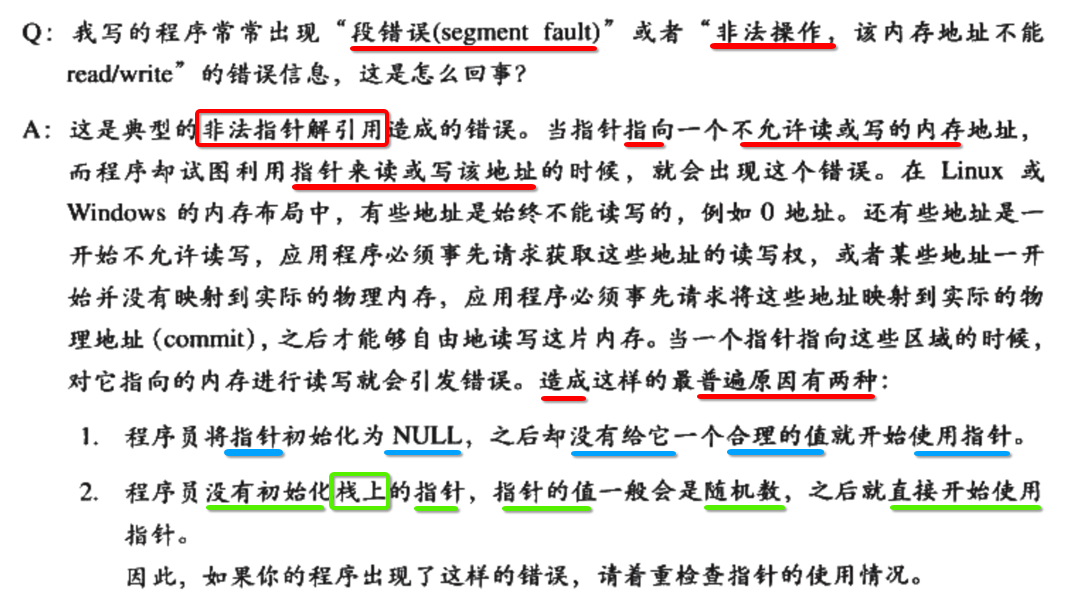 Q：我写的程序常常出现“段错误(segment fault)”或者“非法操作，该内存地址不能
read/write”的错误信息，这是怎么回事？
A：这是典型的非法指针解引用造成的错误。当指针指向一个不允许读或写的内存地址，
而程序却试图利用指针来读或写该地址的时候，就会出现这个错误。在 Linux 或
Windows 的内存布局中，有些地址是始终不能读写的，例如 0 地址。还有些地址是一
开始不允许读写，应用程序必须事先请求获取这些地址的读写权，或者某些地址一开
始并没有映射到实际的物理内存，应用程序必须事先请求将这些地址映射到实际的物
理地址（commit），之后才能够自由地读写这片内存。当一个指针指向这些区域的时候，
对它指向的内存进行读写就会引发错误。造成这样的最普遍原因有两种：
1. 程序员将指针初始化为 NULL，之后却没有给它一个合理的值就开始使用指针。
2. 程序员没有初始化栈上的指针，指针的值一般会是随机数，之后就直接开始使用
指针。
因此，如果你的程序出现了这样的错误，请着重检查指针的使用情况。